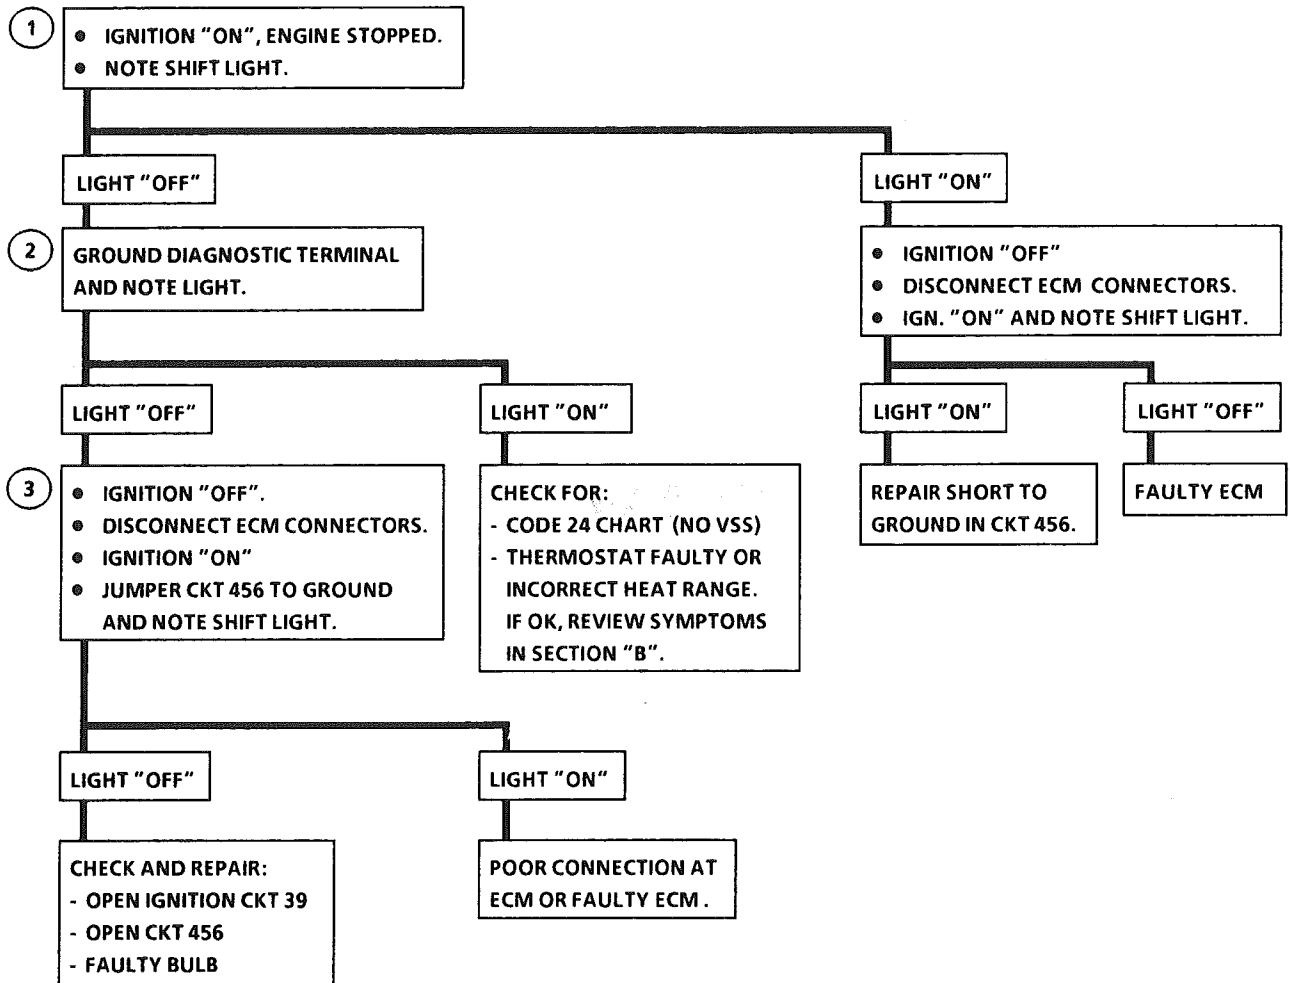 1
• IGNITION "ON", ENGINE STOPPED.
• NOTE SHIFT LIGHT.
LIGHT "OFF"
LIGHT "ON"
2
GROUND DIAGNOSTIC TERMINAL
AND NOTE LIGHT.
• IGNITION "OFF"
• DISCONNECT ECM CONNECTORS.
• IGN. "ON" AND NOTE SHIFT LIGHT.
LIGHT "OFF"
LIGHT "ON"
LIGHT "ON"
LIGHT "OFF"
3
• IGNITION "OFF".
• DISCONNECT ECM CONNECTORS.
• IGNITION "ON"
• JUMPER CKT 456 TO GROUND
AND NOTE SHIFT LIGHT.
CHECK FOR:
- CODE 24 CHART (NO VSS)
- THERMOSTAT FAULTY OR
INCORRECT HEAT RANGE.
IF OK, REVIEW SYMPTOMS
IN SECTION "B".
REPAIR SHORT TO
GROUND IN CKT 456.
FAULTY ECM
LIGHT "OFF"
LIGHT "ON"
CHECK AND REPAIR:
- OPEN IGNITION CKT 39
- OPEN CKT 456
- FAULTY BULB
POOR CONNECTION AT
ECM OR FAULTY ECM .